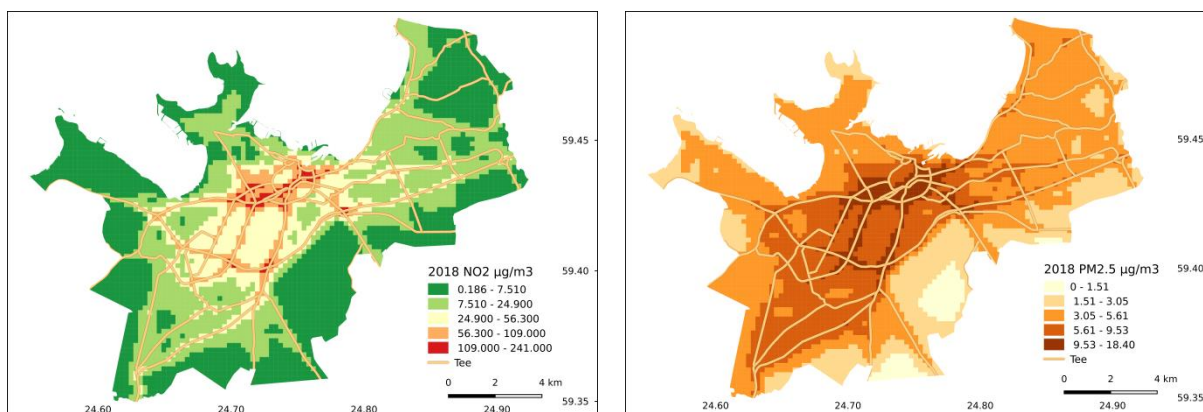 59.45
2018 NO2 µg/m3
59.40
0.186 - 7.510
7.510 - 24.900
24.900 - 56.300
56.300 - 109.000
109.000 - 241.000
Tee
0 2 4 km
59.35
24.60 24.70 24.80 24.90
59.45
2018 PM2.5 µg/m3
59.40
0 - 1.51
1.51 - 3.05
3.05 - 5.61
5.61 - 9.53
9.53 - 18.40
Tee
0 2 4 km
59.35
24.60 24.70 24.80 24.90